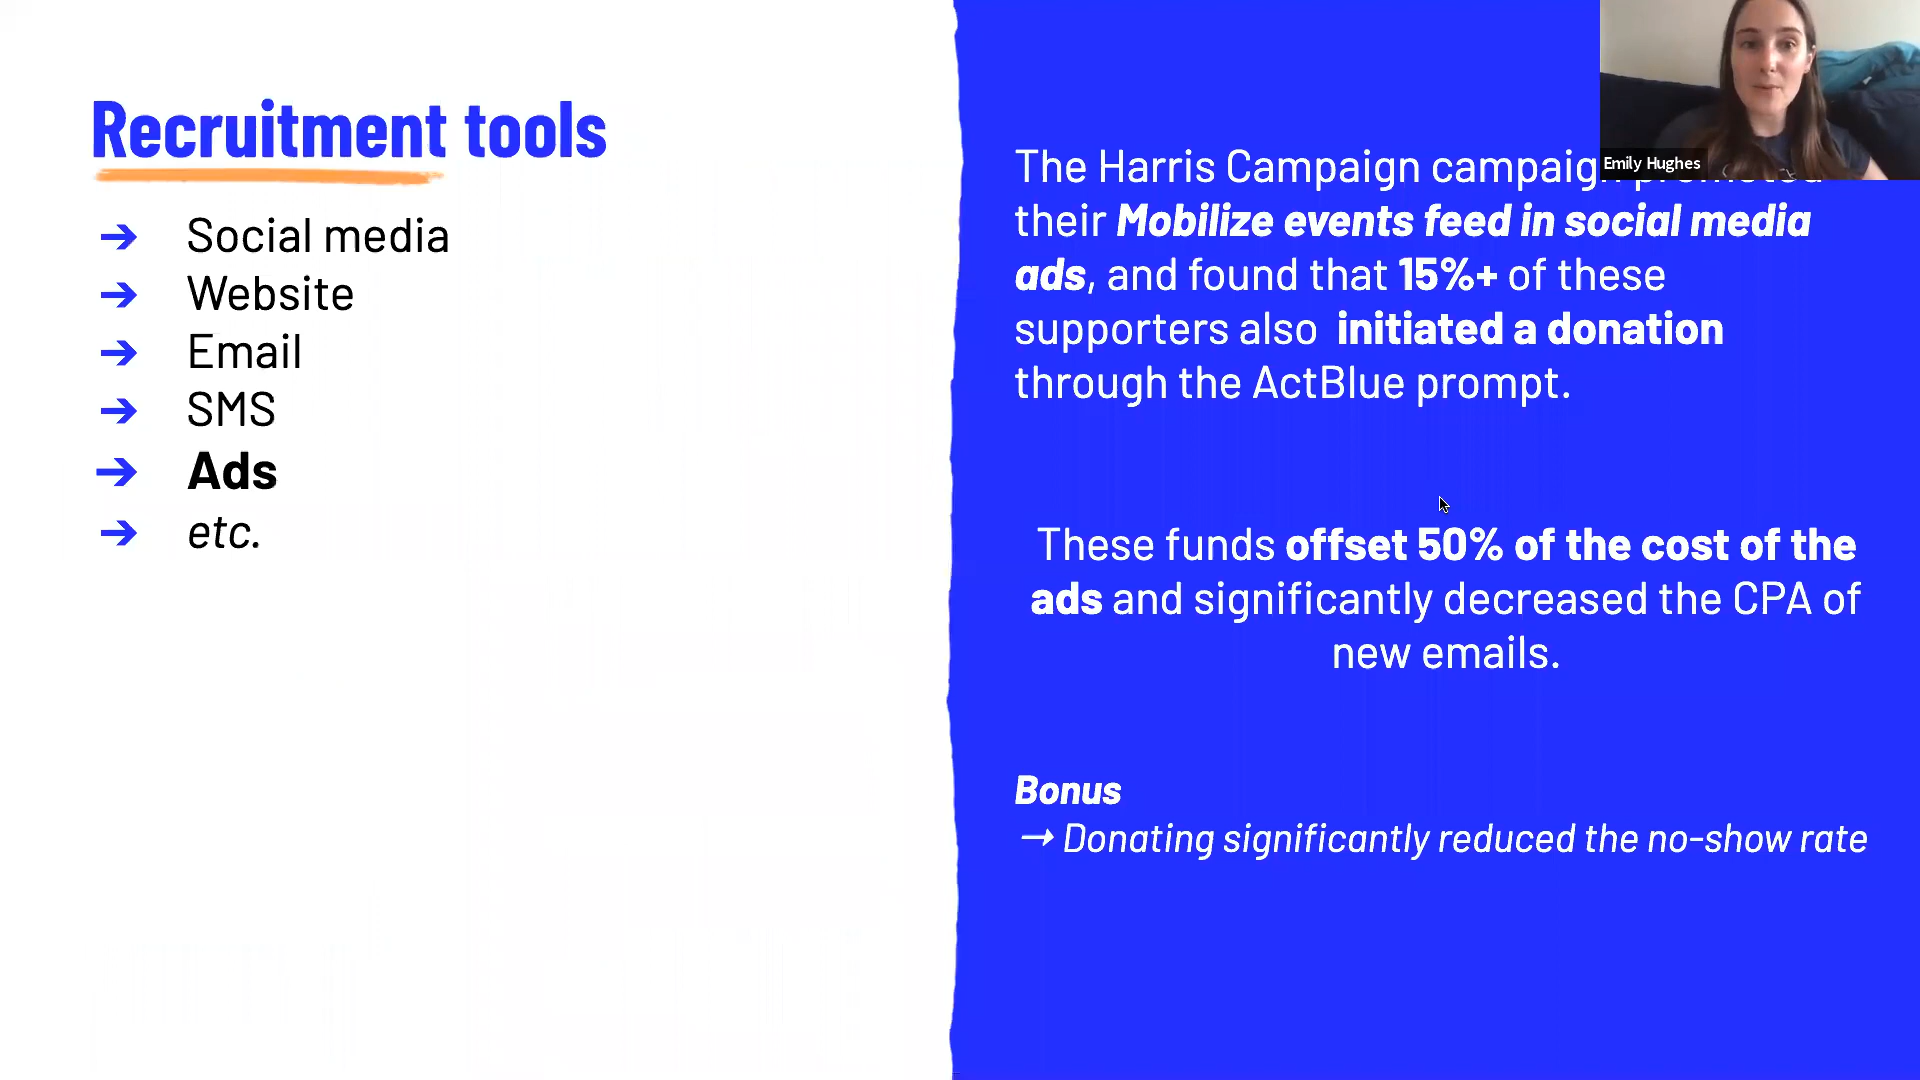 Recruitment tools
➔ Social media
➔ Website
➔ Email
➔ SMS
➔ Ads
➔ etc.
Emily Hughes
The Harris Campaign campaign
their Mobilize events feed in social media
ads, and found that 15%+ of these
supporters also initiated a donation
through the ActBlue prompt.
These funds offset 50% of the cost of the
ads and significantly decreased the CPA of
new emails.
Bonus
→ Donating significantly reduced the no-show rate